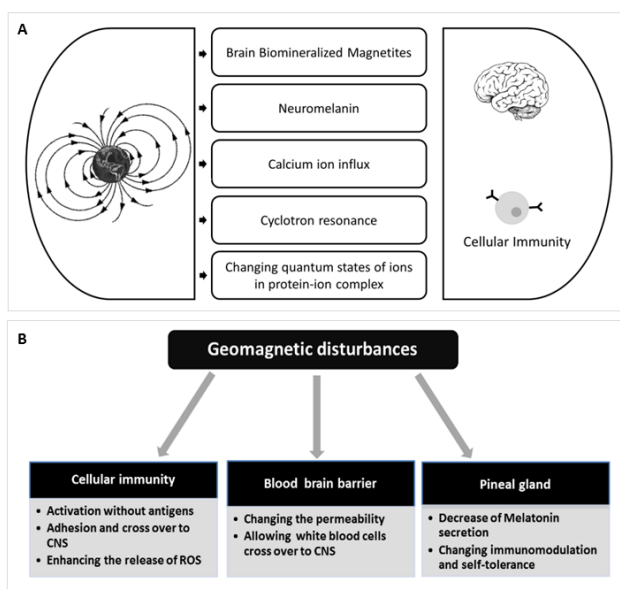 A
Brain Biomineralized Magnetites
Neuromelanin
Calcium ion influx
Cyclotron resonance
Changing quantum states of ions
in protein-ion complex
Cellular Immunity
B
Geomagnetic disturbances
Cellular immunity
• Activation without antigens
• Adhesion and cross over to
CNS
• Enhancing the release of ROS
Blood brain barrier
• Changing the permeability
• Allowing white blood cells
cross over to CNS
Pineal gland
• Decrease of Melatonin
secretion
• Changing immunomodulation
and self-tolerance